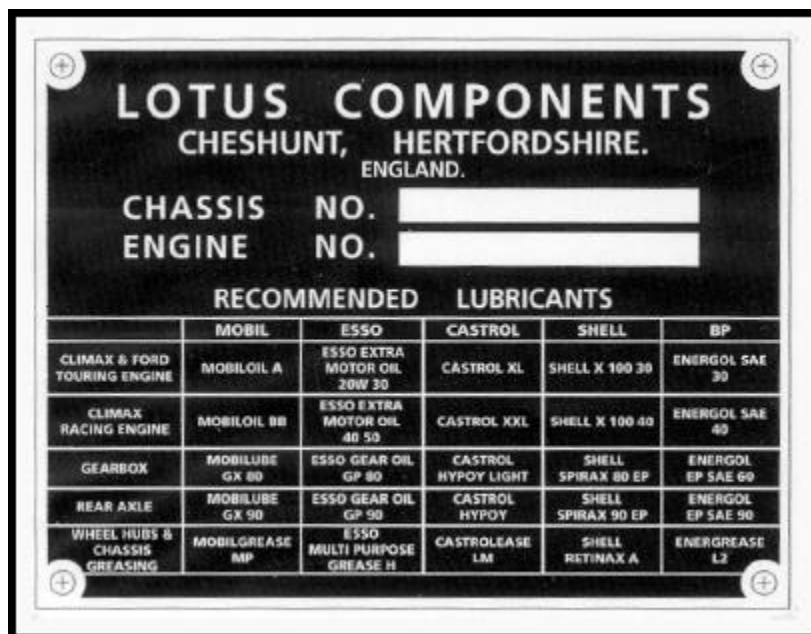 LOTUS COMPONENTS
CHESHUNT, HERTFORDSHIRE.
ENGLAND.
CHASSIS NO.
ENGINE NO.
RECOMMENDED LUBRICANTS
MOBIL ESSO CASTROL SHELL BP
CLIMAX & FORD
TOURING ENGINE
MOBILOIL A
ESSO EXTRA
MOTOR OIL
20W 30
CASTROL XL
SHELL X 100 30
ENERGOL SAE
30
CLIMAX
RACING ENGINE
MOBILOIL BB
ESSO EXTRA
MOTOR OIL
40 50
CASTROL XXL
SHELL X 100 40
ENERGOL SAE
40
GEARBOX
MOBILUBE
GX 80
ESSO GEAR OIL
GP 80
CASTROL
HYPOY LIGHT
SHELL
SPIRAX 80 EP
ENERGOL
EP SAE 60
REAR AXLE
MOBILUBE
GX 90
ESSO GEAR OIL
GP 90
CASTROL
HYPOY
SHELL
SPIRAX 90 EP
ENERGOL
EP SAE 90
WHEEL HUBS &
CHASSIS
GREASING
MOBILGREASE
MP
ESSO
MULTI PURPOSE
GREASE H
CASTROLEASE
LM
SHELL
RETINAX A
ENERGREASE
L2